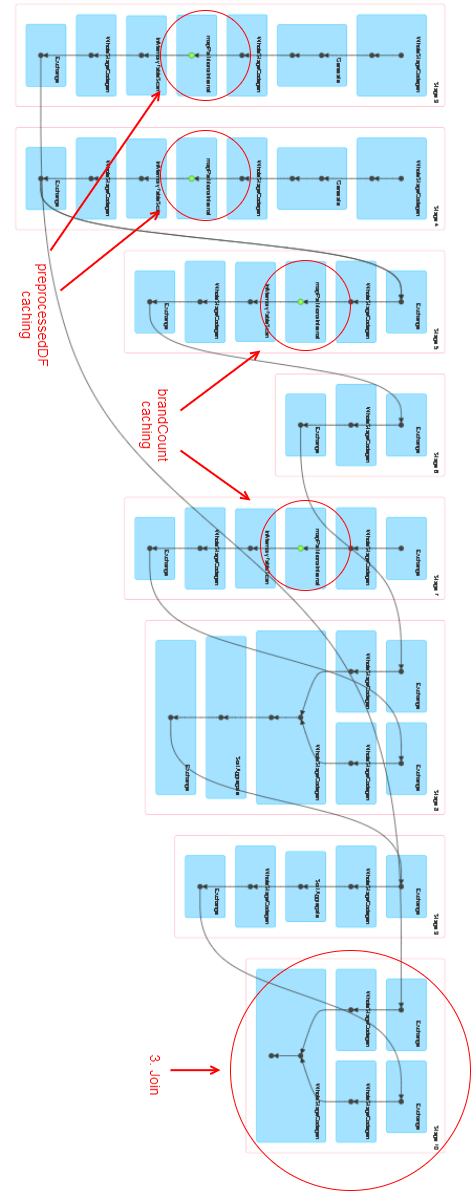 Stage 3
WholeStageCodegen
Generate
WholeStageCodegen
mapPartitionsInternal
InMemoryTableScan
WholeStageCodegen
Exchange
Stage 4
WholeStageCodegen
Generate
WholeStageCodegen
mapPartitionsInternal
InMemoryTableScan
WholeStageCodegen
Exchange
preprocessedDF
caching
Stage 5
Exchange
WholeStageCodegen
mapPartitionsInternal
InMemoryTableScan
WholeStageCodegen
Exchange
Stage 6
Exchange
WholeStageCodegen
Exchange
brandCount
caching
Stage 7
Exchange
WholeStageCodegen
mapPartitionsInternal
InMemoryTableScan
WholeStageCodegen
Exchange
Stage 8
Exchange
Exchange
WholeStageCodegen
WholeStageCodegen
WholeStageCodegen
SortAggregate
Exchange
Stage 9
Exchange
WholeStageCodegen
SortAggregate
WholeStageCodegen
Exchange
Stage 10
Exchange
Exchange
WholeStageCodegen
WholeStageCodegen
WholeStageCodegen
3. Join